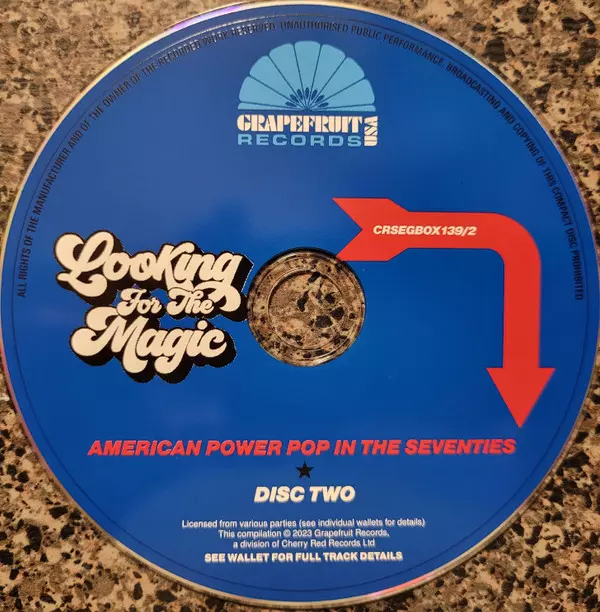 ALL RIGHTS OF THE MANUFACTURER AND OF THE OWNER OF THE RECORDED WORK RESERVED. UNAUTHORISED PUBLIC PERFORMANCE, BROADCASTING AND COPYING OF THIS COMPACT DISC PROHIBITED
GRAPEFRUIT USA
RECORDS
CRSEGBOX139/2
Looking
For The
Magic
AMERICAN POWER POP IN THE SEVENTIES
DISC TWO
Licensed from various parties (see individual wallets for details)
This compilation © 2023 Grapefruit Records,
a division of Cherry Red Records Ltd
SEE WALLET FOR FULL TRACK DETAILS